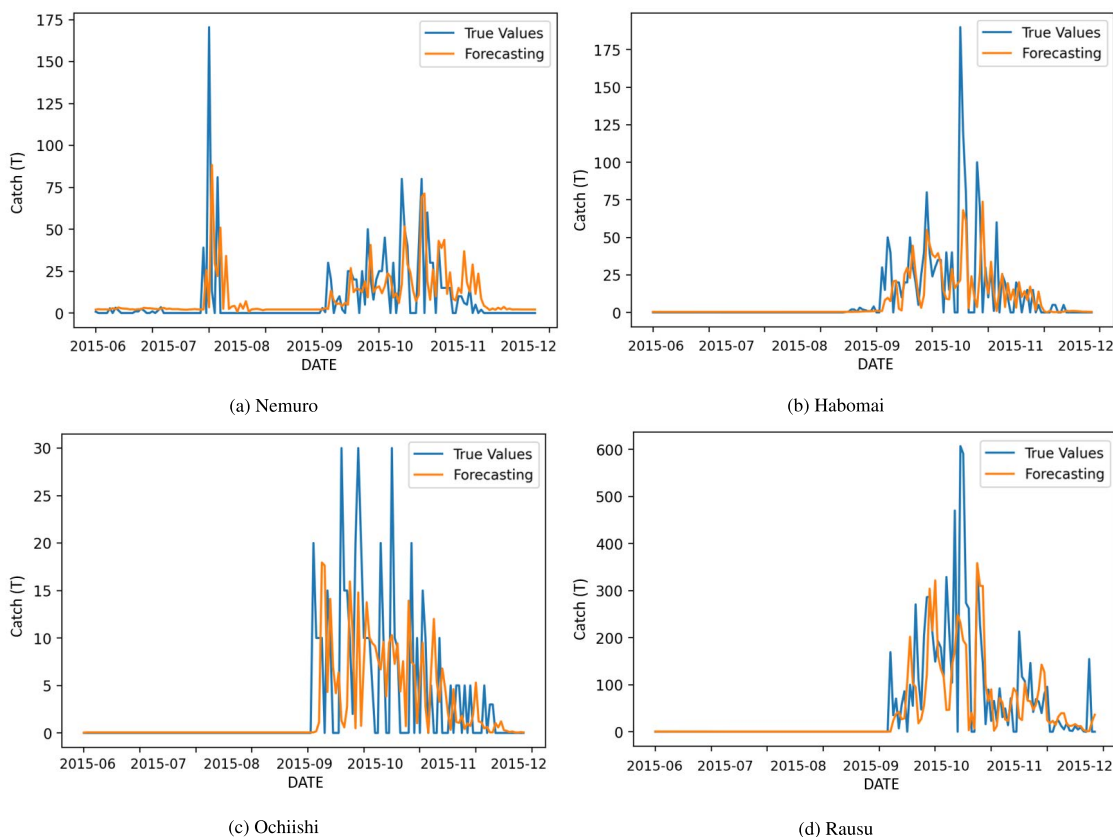 175
150
125
100
75
50
25
0
Catch (T)
True Values
Forecasting
2015-06 2015-07 2015-08 2015-09 2015-10 2015-11 2015-12
DATE
(a) Nemuro
175
150
125
100
75
50
25
0
Catch (T)
True Values
Forecasting
2015-06 2015-07 2015-08 2015-09 2015-10 2015-11 2015-12
DATE
(b) Habomai
30
25
20
15
10
5
0
Catch (T)
True Values
Forecasting
2015-06 2015-07 2015-08 2015-09 2015-10 2015-11 2015-12
DATE
(c) Ochiishi
600
500
400
300
200
100
0
Catch (T)
True Values
Forecasting
2015-06 2015-07 2015-08 2015-09 2015-10 2015-11 2015-12
DATE
(d) Rausu